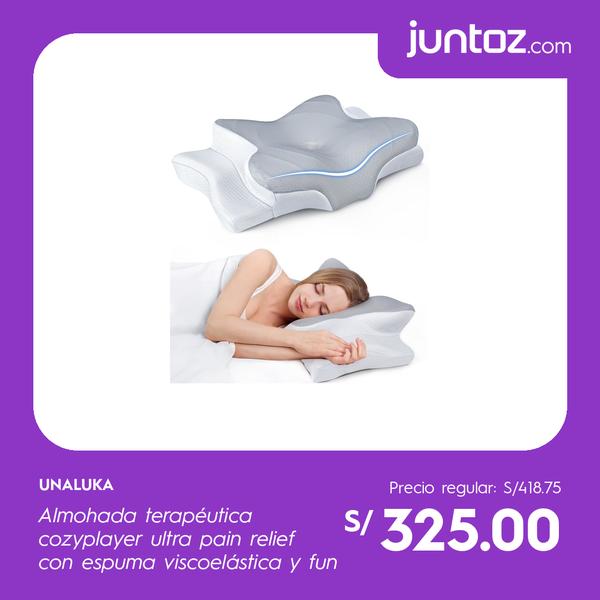 juntoz.com
UNALUKA
Almohada terapéutica
cozyplayer ultra pain relief
con espuma viscoelástica y fun
Precio regular: S/418.75
S/ 325.00